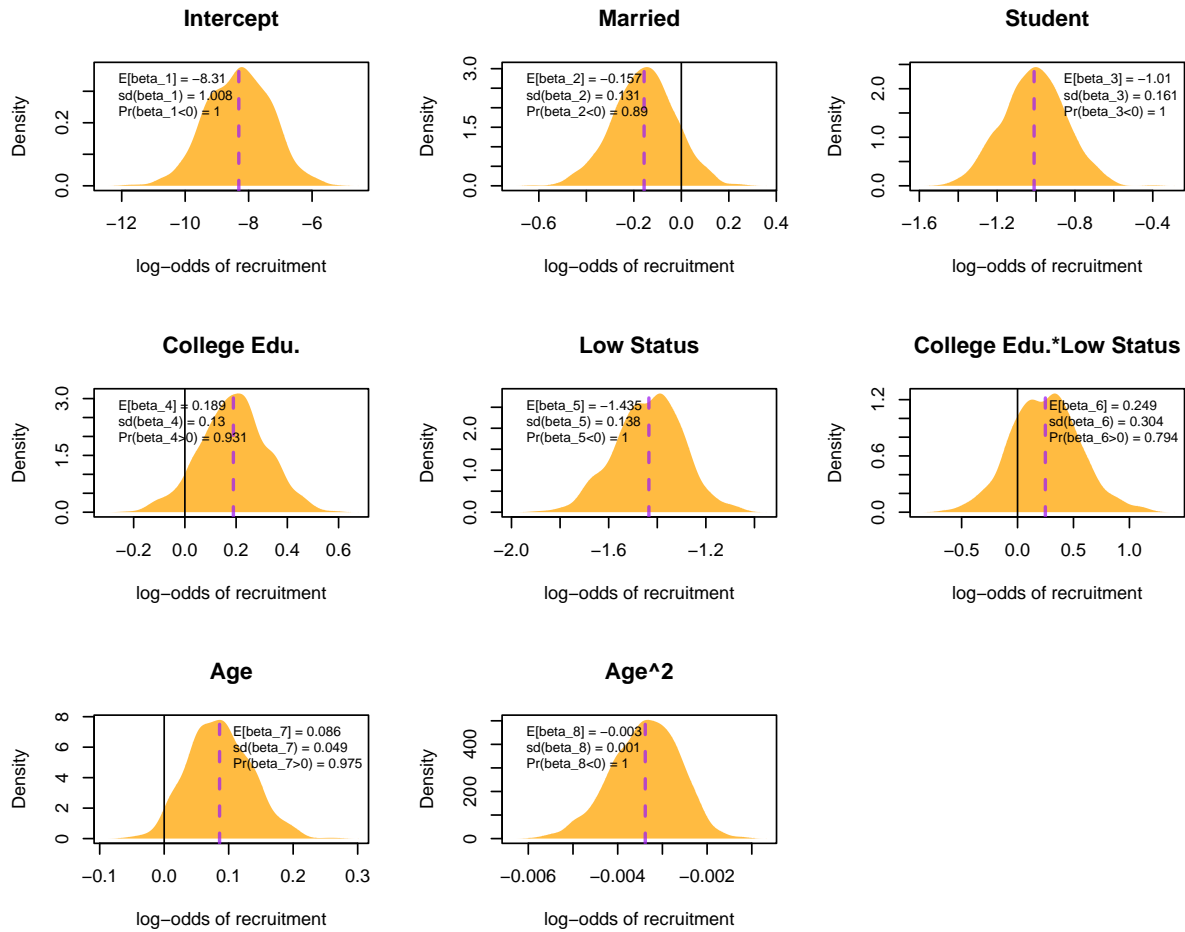 Intercept
E[beta_1] = −8.31
sd(beta_1) = 1.008
Pr(beta_1<0) = 1
Density
0.0
0.2
−12
−10
−8
−6
log−odds of recruitment
Married
E[beta_2] = −0.157
sd(beta_2) = 0.131
Pr(beta_2<0) = 0.89
Density
0.0
1.5
3.0
−0.6
−0.2
0.0
0.2
0.4
log−odds of recruitment
Student
E[beta_3] = −1.01
sd(beta_3) = 0.161
Pr(beta_3<0) = 1
Density
0.0
1.0
2.0
−1.6
−1.2
−0.8
−0.4
log−odds of recruitment
College Edu.
E[beta_4] = 0.189
sd(beta_4) = 0.13
Pr(beta_4>0) = 0.931
Density
0.0
1.5
3.0
−0.2
0.0
0.2
0.4
0.6
log−odds of recruitment
Low Status
E[beta_5] = −1.435
sd(beta_5) = 0.138
Pr(beta_5<0) = 1
Density
0.0
1.0
2.0
−2.0
−1.6
−1.2
log−odds of recruitment
College Edu.*Low Status
E[beta_6] = 0.249
sd(beta_6) = 0.304
Pr(beta_6>0) = 0.794
Density
0.0
0.6
1.2
−0.5
0.0
0.5
1.0
log−odds of recruitment
Age
E[beta_7] = 0.086
sd(beta_7) = 0.049
Pr(beta_7>0) = 0.975
Density
0
2
4
6
8
−0.1
0.0
0.1
0.2
0.3
log−odds of recruitment
Age^2
E[beta_8] = −0.003
sd(beta_8) = 0.001
Pr(beta_8<0) = 1
Density
0
200
400
−0.006
−0.004
−0.002
log−odds of recruitment